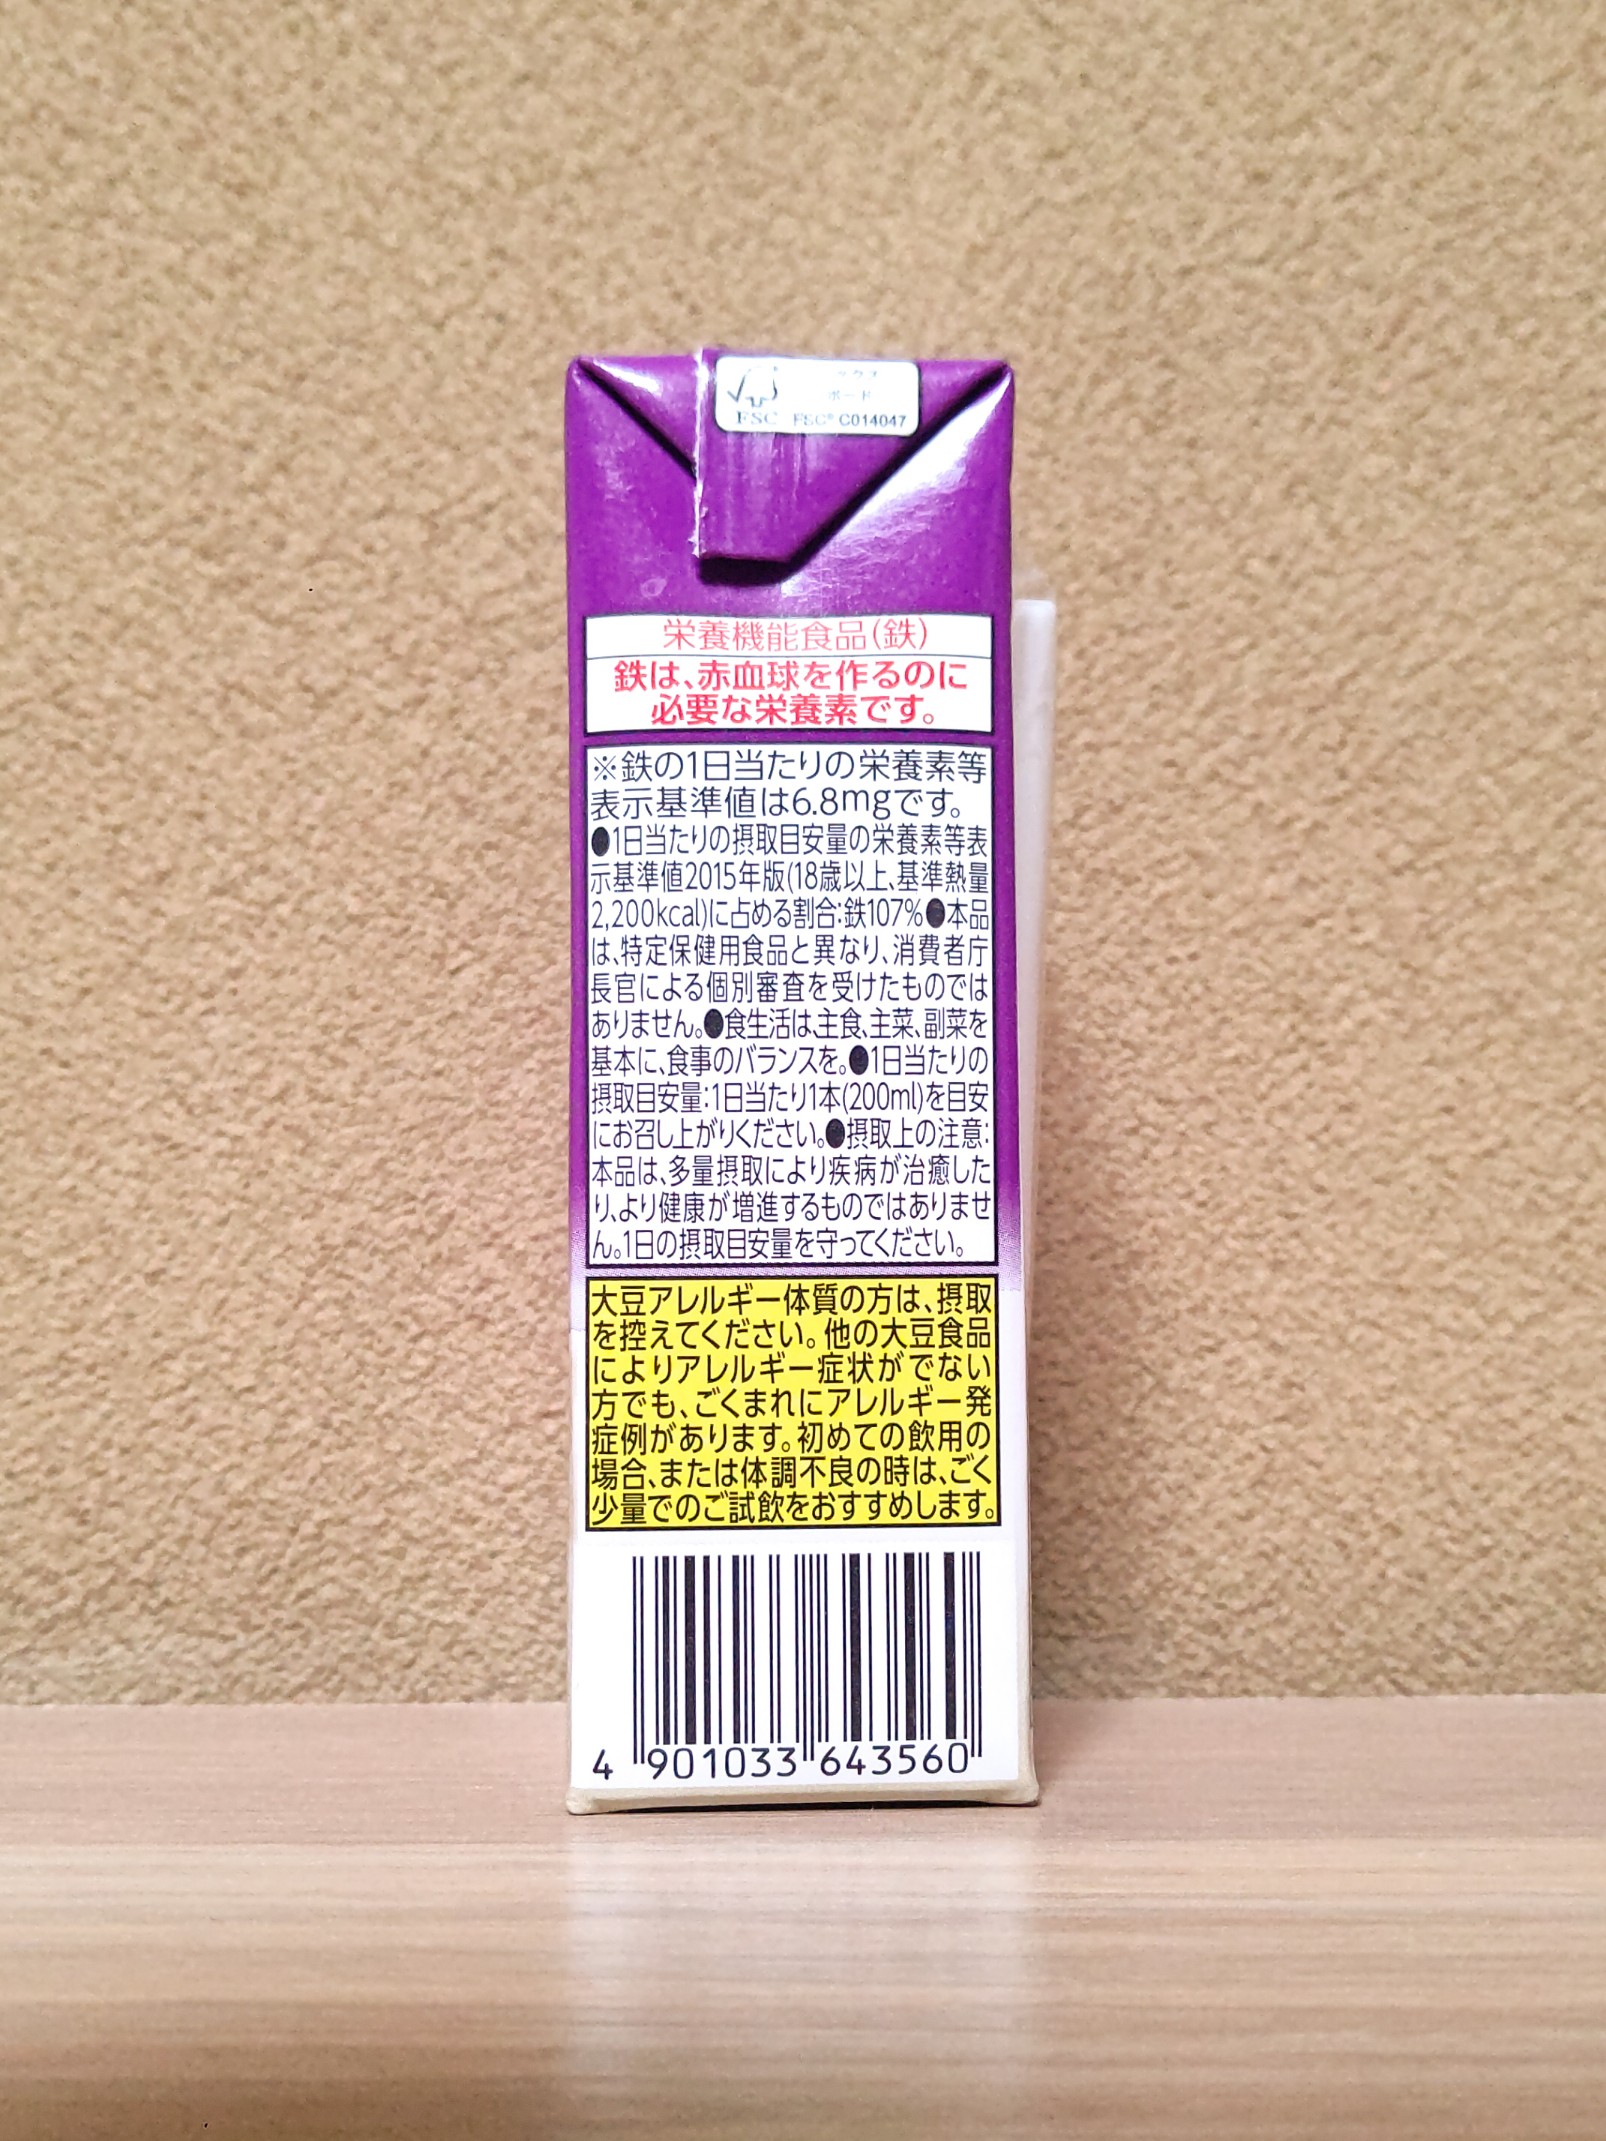 ボード
FSC FSC® C014047
栄養機能食品(鉄)
鉄は、赤血球を作るのに
必要な栄養素です。
※鉄の1日当たりの栄養素等
表示基準値は6.8mgです。
●1日当たりの摂取目安量の栄養素等表
示基準値2015年版(18歳以上、基準熱量
2,200kcal)に占める割合:鉄107%●本品
は、特定保健用食品と異なり、消費者庁
長官による個別審査を受けたものでは
ありません。●食生活は、主食、主菜、副菜を
基本に、食事のバランスを。●1日当たりの
摂取目安量:1日当たり1本(200ml)を目安
にお召し上がりください。●摂取上の注意:
本品は、多量摂取により疾病が治癒した
り、より健康が増進するものではありませ
ん。1日の摂取目安量を守ってください。
大豆アレルギー体質の方は、摂取
を控えてください。他の大豆食品
によりアレルギー症状がでない
方でも、ごくまれにアレルギー発
症例があります。初めての飲用の
場合、または体調不良の時は、ごく
少量でのご試飲をおすすめします。
4 901033 643560